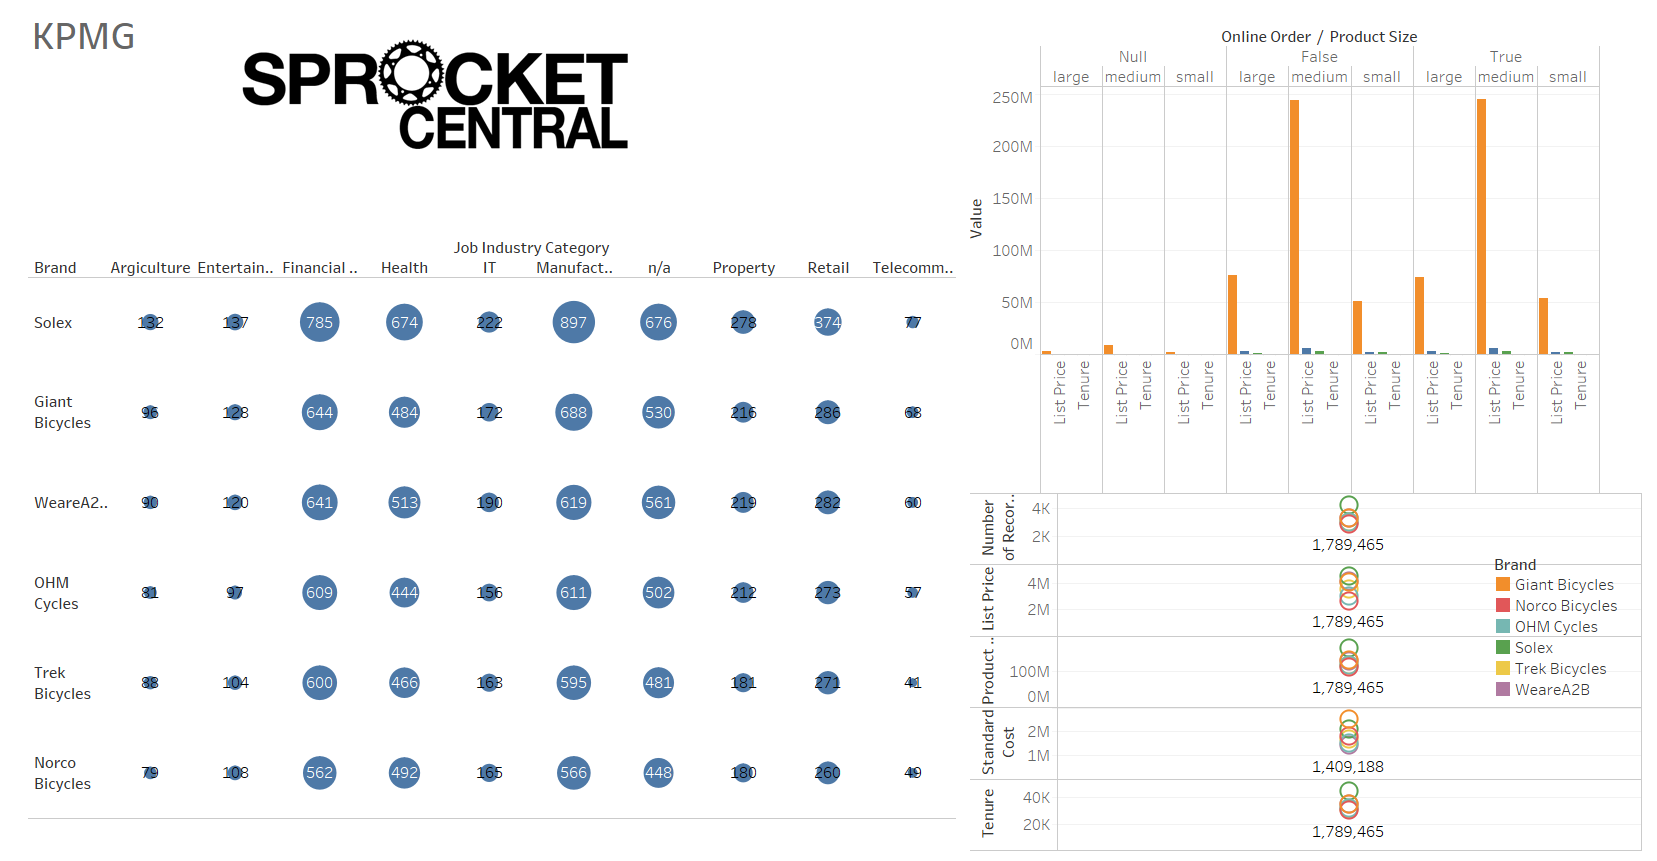 KPMG
SPROCKET
CENTRAL
Job Industry Category
Brand Argiculture Entertain.. Financial .. Health IT Manufact.. n/a Property Retail Telecomm..
Solex 132 137 785 674 222 897 676 278 374 77
Giant
Bicycles 96 128 644 484 172 688 530 216 286 68
WeareA2.. 90 120 641 513 190 619 561 219 282 60
OHM
Cycles 81 97 609 444 156 611 502 212 273 57
Trek
Bicycles 88 104 600 466 163 595 481 181 271 41
Norco
Bicycles 79 108 562 492 165 566 448 180 260 49
Online Order / Product Size
Null False True
large medium small large medium small large medium small
Value
250M
200M
150M
100M
50M
0M
List Price Tenure List Price Tenure List Price Tenure List Price Tenure List Price Tenure List Price Tenure List Price Tenure List Price Tenure List Price Tenure
Number
of Recor..
4K
2K
1,789,465
List Price
4M
2M
1,789,465
Product ..
100M
0M
1,789,465
Standard
Cost
2M
1M
1,409,188
Tenure
40K
20K
1,789,465
Brand
Giant Bicycles
Norco Bicycles
OHM Cycles
Solex
Trek Bicycles
WeareA2B